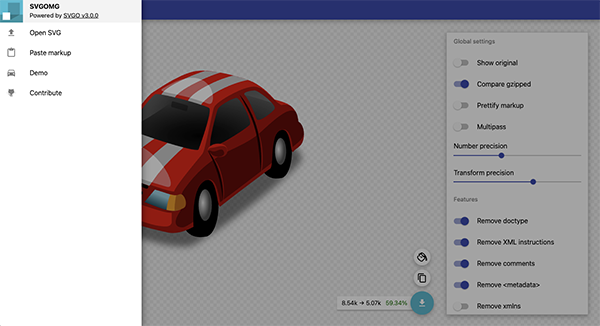 SVGOMG
Powered by SVGO v3.0.0
Open SVG
Paste markup
Demo
Contribute
Global settings
Show original
Compare gzipped
Prettify markup
Multipass
Number precision
Transform precision
Features
Remove doctype
Remove XML instructions
Remove comments
Remove <metadata>
Remove xmlns
8.54k → 5.07k 59.34%